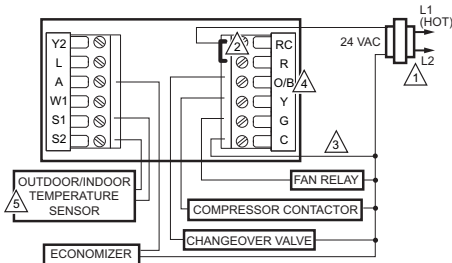 L1
(HOT)
24 VAC
L2
1
Y2
L
A
W1
S1
S2
2
RC
R
O/B
Y
G
C
4
3
5
OUTDOOR/INDOOR
TEMPERATURE
SENSOR
FAN RELAY
COMPRESSOR CONTACTOR
CHANGEOVER VALVE
ECONOMIZER